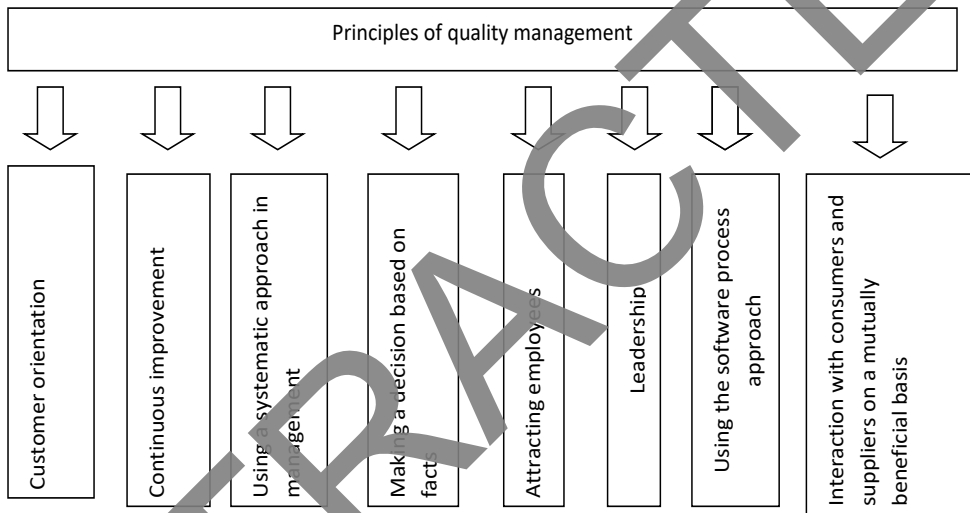 Principles of quality management
Customer orientation
Continuous improvement
Using a systematic approach in
management
Making a decision based on
facts
Attracting employees
Leadership
Using the software process
approach
Interaction with consumers and
suppliers on a mutually
beneficial basis
TRACTE